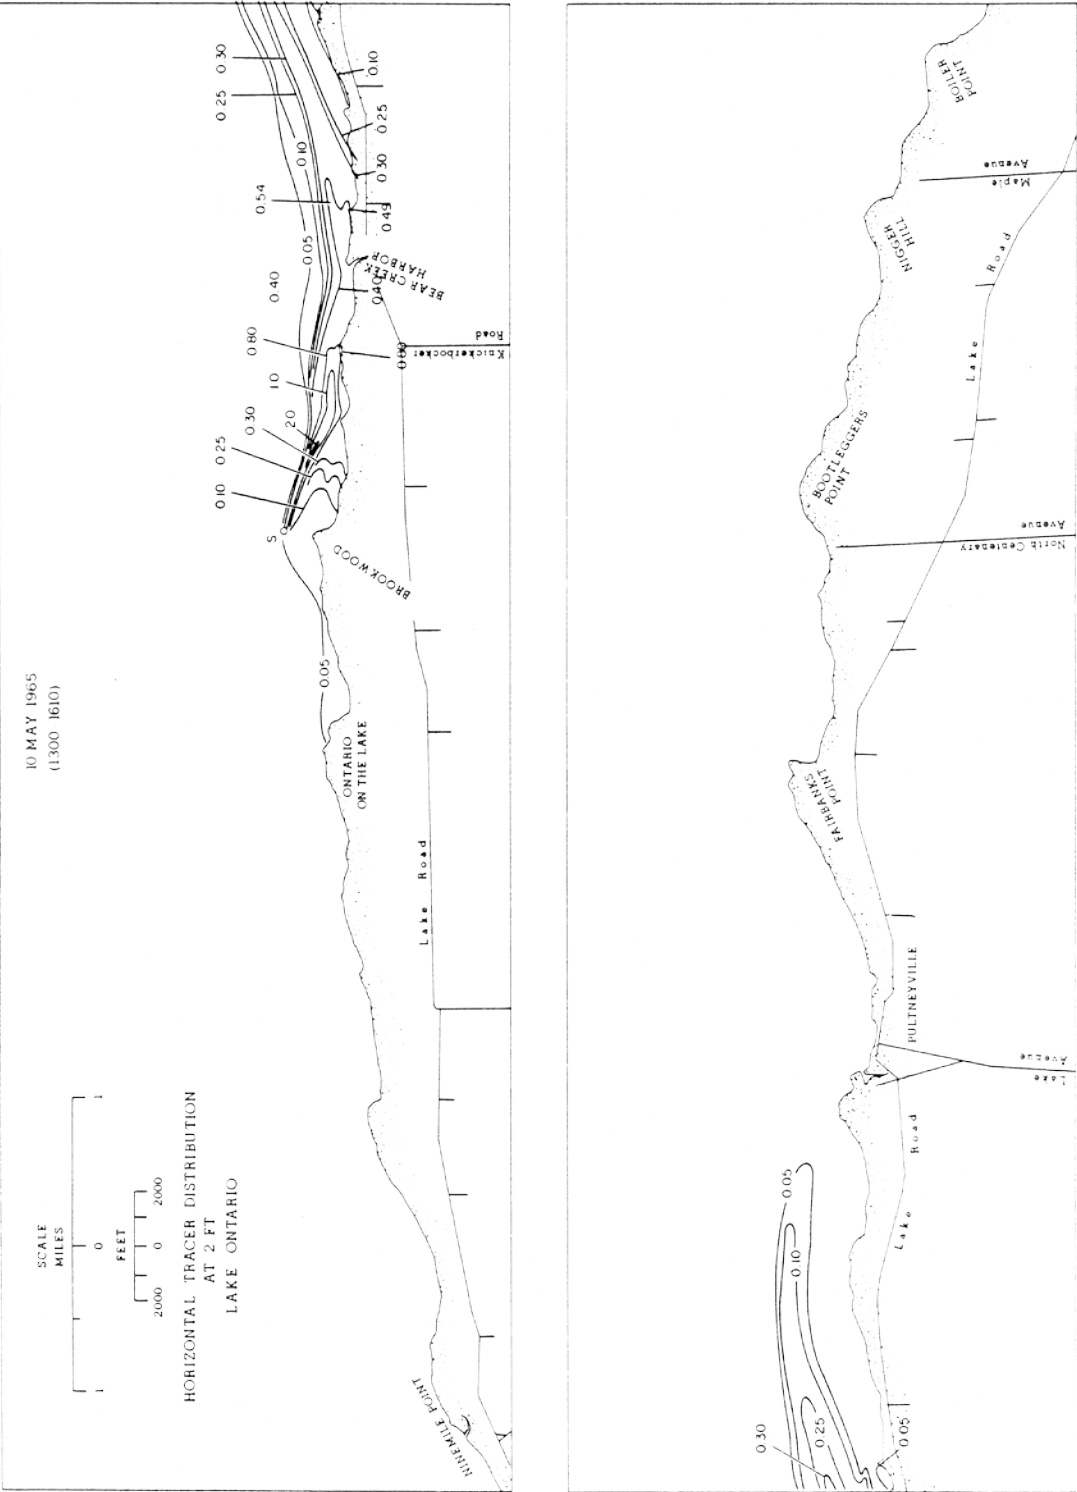 10 MAY 1965
(1300 1610)
SCALE
MILES
1 0 1
FEET
2000 0 2000
HORIZONTAL TRACER DISTRIBUTION
AT 2 FT
LAKE ONTARIO
NINEMILE POINT
Lake Road
ONTARIO
ON THE LAKE
0.05
BROOKWOOD
S
0.10
0.25
0.30
2.0
1.0
0.80
Knickerbocker
Road
0.40
0.40
BEAR CREEK
HARBOR
0.05
0.54
0.49
0.10
0.30
0.25
0.25
0.30
0.10
0.30
0.25
0.05
0.10
0.05
Lake Road
Lake
Avenue
PULTNEYVILLE
FAIRBANKS
POINT
North Centenary
Avenue
BOOTLEGGERS
POINT
Lake Road
NIGGER
HILL
Maple
Avenue
BOILER
POINT